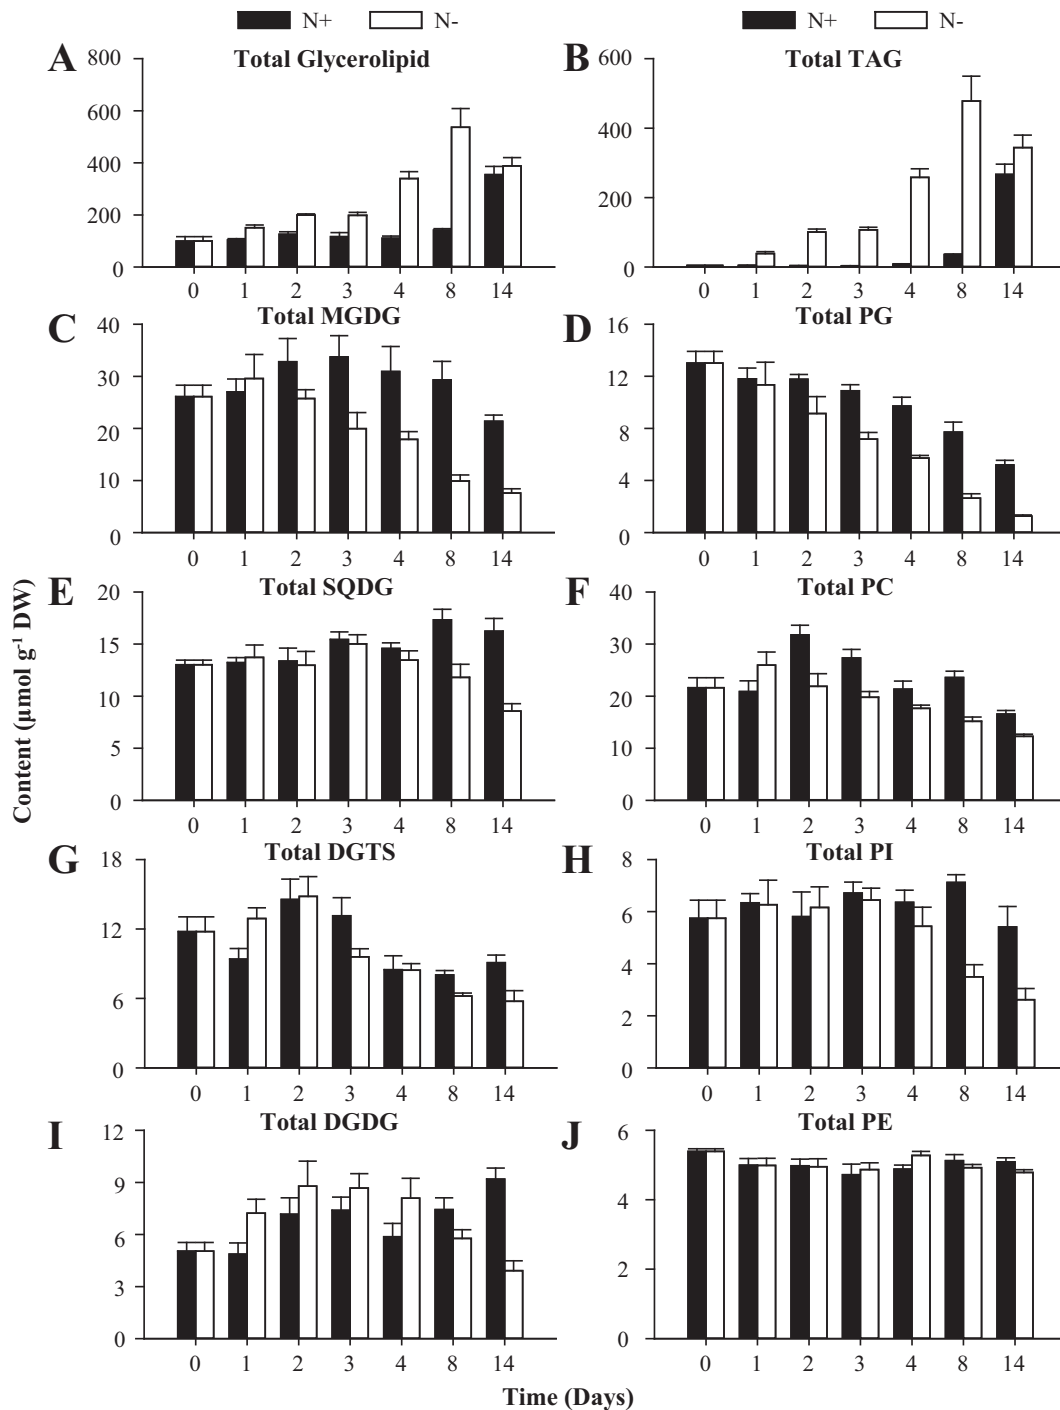 N+ N- N+ N-
A Total Glycerolipid B Total TAG
800
600
400
200
0
0 1 2 3 4 8 14
600
400
200
0
0 1 2 3 4 8 14
C Total MGDG D Total PG
40
30
20
10
0
0 1 2 3 4 8 14
16
12
8
4
0
0 1 2 3 4 8 14
E Total SQDG F Total PC
20
15
10
5
0
0 1 2 3 4 8 14
40
30
20
10
0
0 1 2 3 4 8 14
Content (µmol g⁻¹ DW)
G Total DGTS H Total PI
18
12
6
0
0 1 2 3 4 8 14
8
6
4
2
0
0 1 2 3 4 8 14
I Total DGDG J Total PE
12
9
6
3
0
0 1 2 3 4 8 14
6
4
2
0
0 1 2 3 4 8 14
Time (Days)